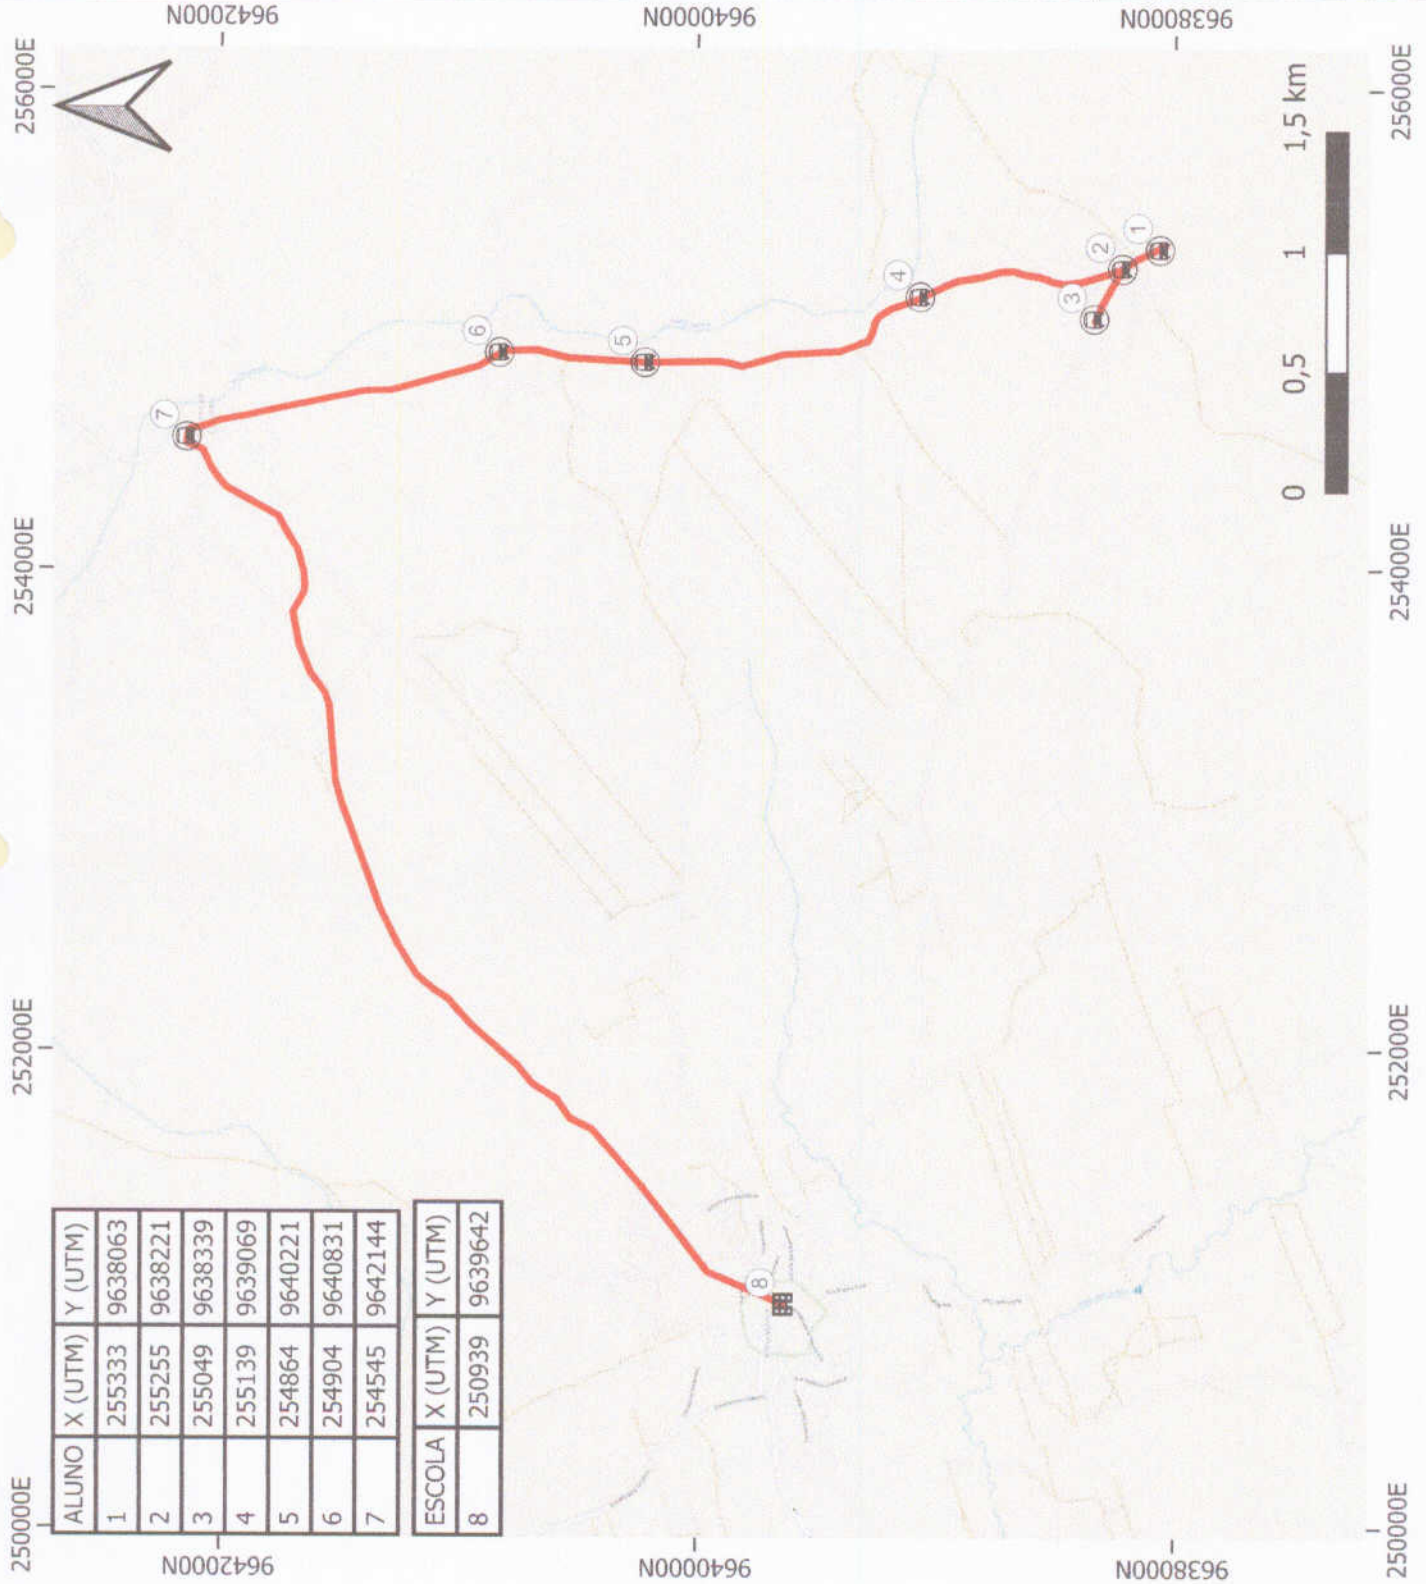 250000E
252000E
254000E
256000E
9642000N
9642000N
ALUNO X (UTM) Y (UTM)
1 255333 9638063
2 255255 9638221
3 255049 9638339
4 255139 9639069
5 254864 9640221
6 254904 9640831
7 254545 9642144
ESCOLA X (UTM) Y (UTM)
8 250939 9639642
7
6
5
4
3
2
1
8
9640000N
9640000N
9638000N
9638000N
0 0,5 1 1,5 km
250000E
252000E
254000E
256000E